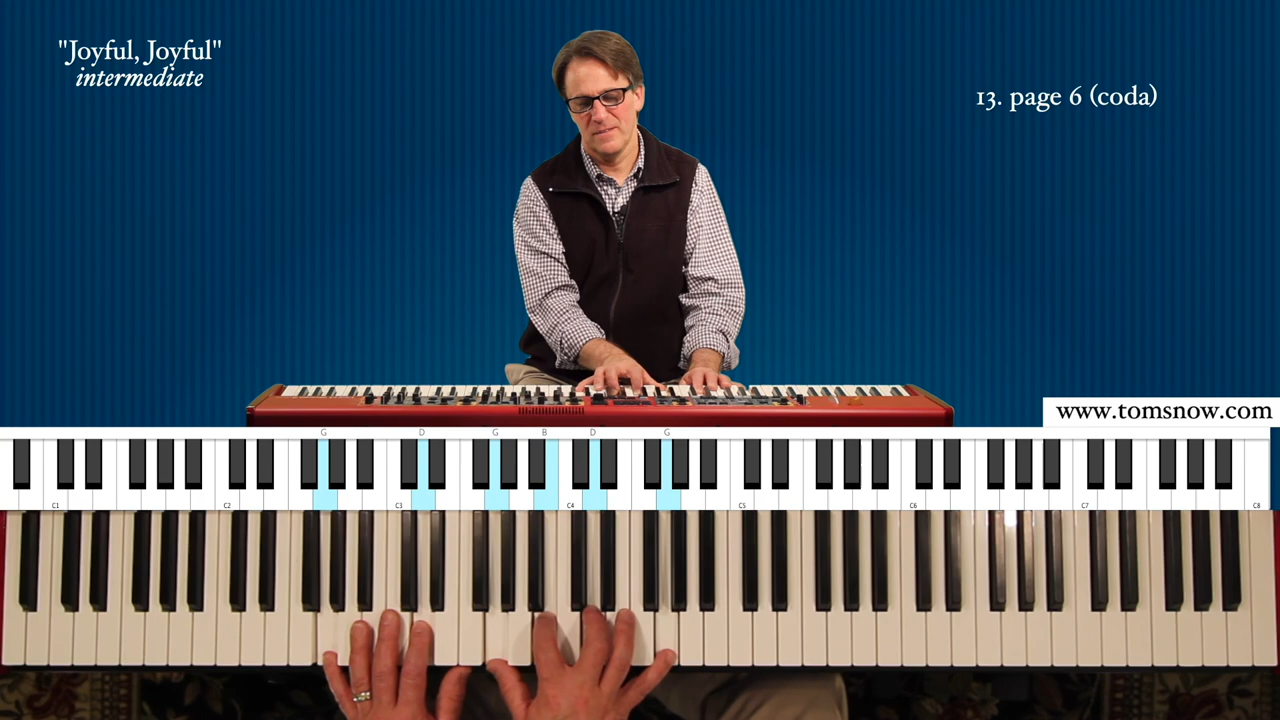 "Joyful, Joyful"
intermediate
13. page 6 (coda)
www.tomsnow.com
G D G B D G
C1 C2 C3 C4 C5 C6 C7 C8